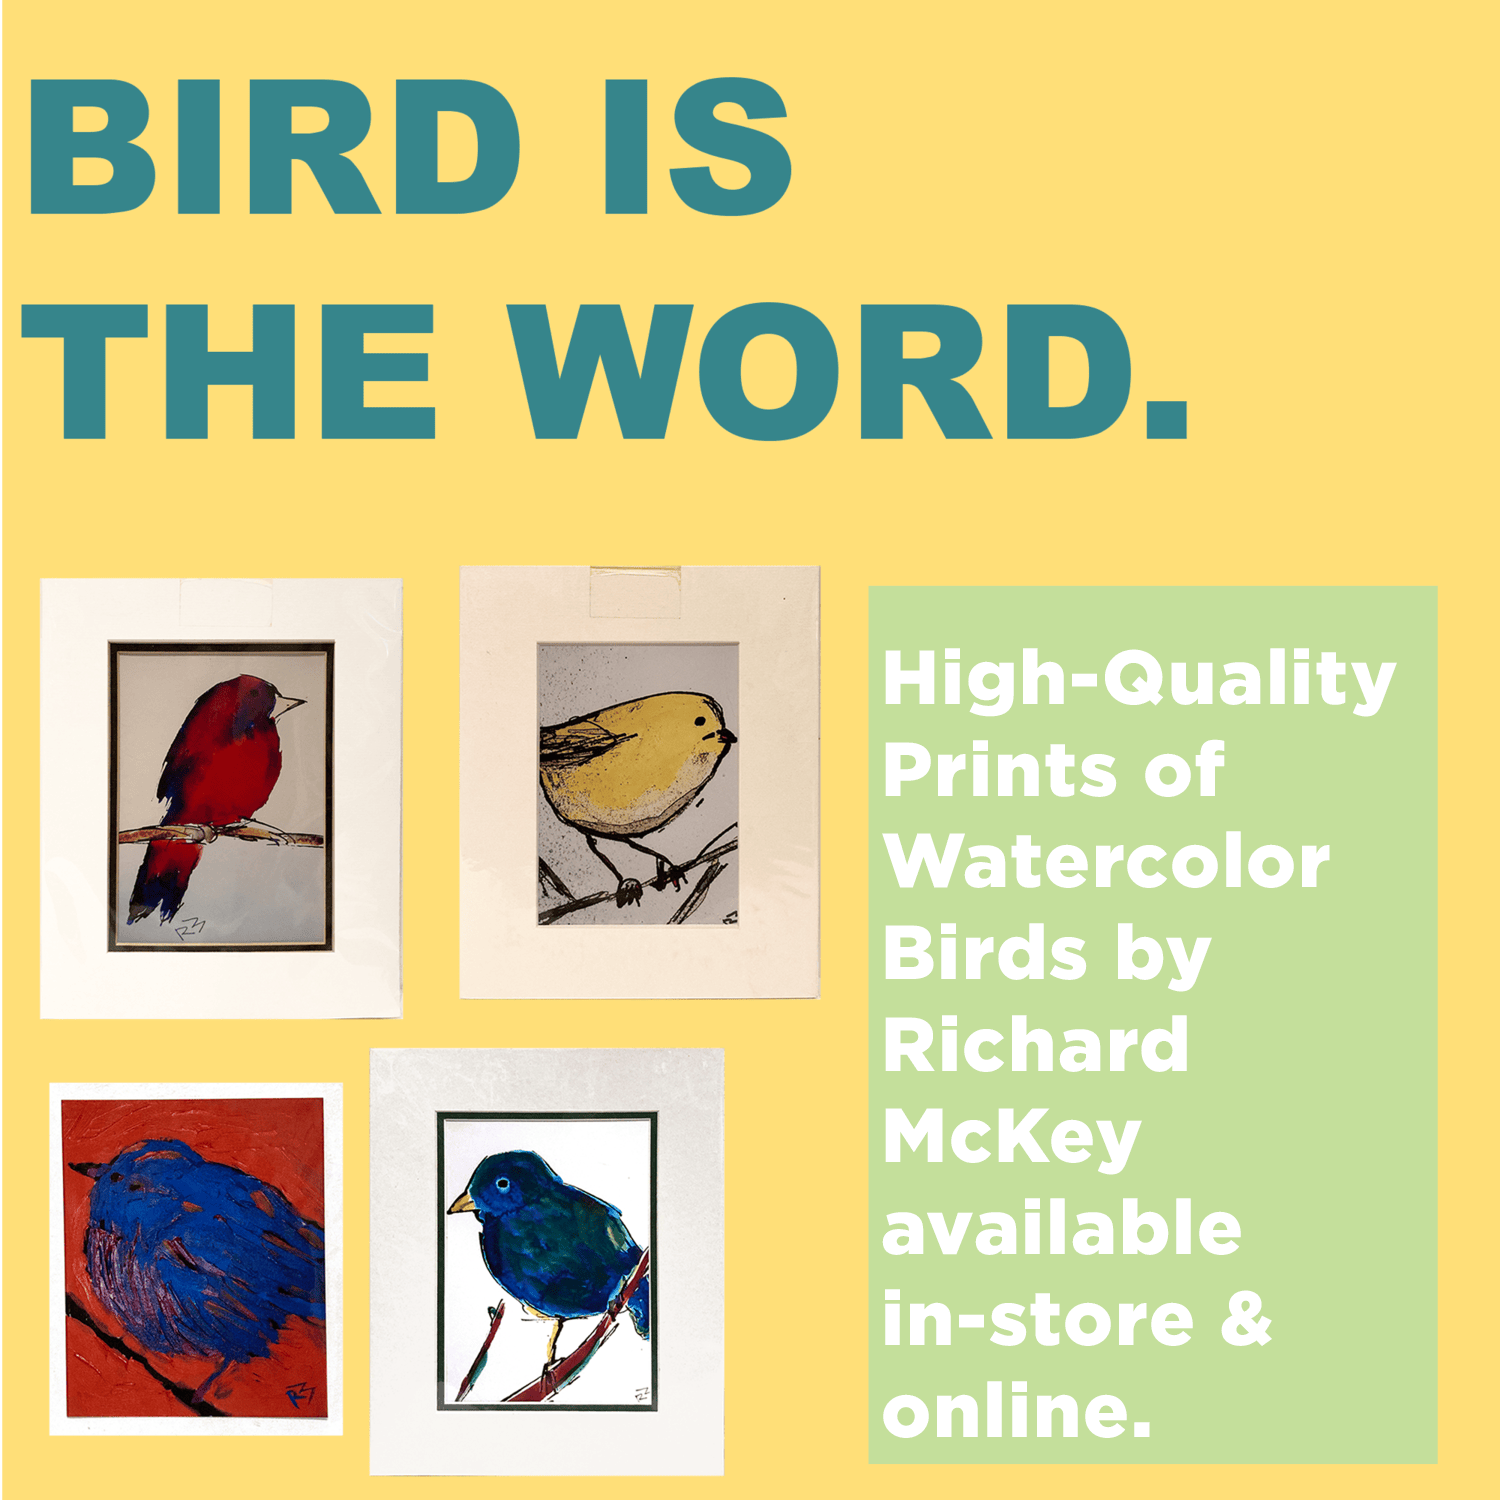 BIRD IS
THE WORD.
High-Quality
Prints of
Watercolor
Birds by
Richard
McKey
available
in-store &
online.